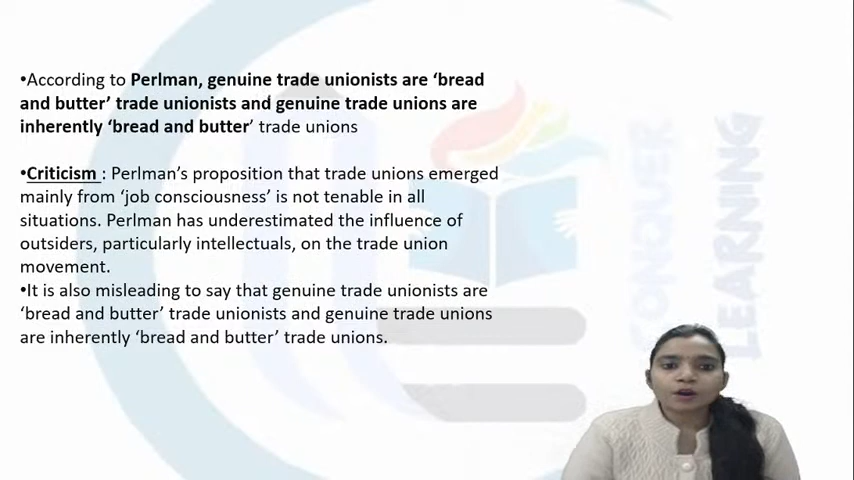 •According to Perlman, genuine trade unionists are ‘bread
and butter’ trade unionists and genuine trade unions are
inherently ‘bread and butter’ trade unions
•Criticism : Perlman’s proposition that trade unions emerged
mainly from ‘job consciousness’ is not tenable in all
situations. Perlman has underestimated the influence of
outsiders, particularly intellectuals, on the trade union
movement.
•It is also misleading to say that genuine trade unionists are
‘bread and butter’ trade unionists and genuine trade unions
are inherently ‘bread and butter’ trade unions.
CONQUER
LEARNING